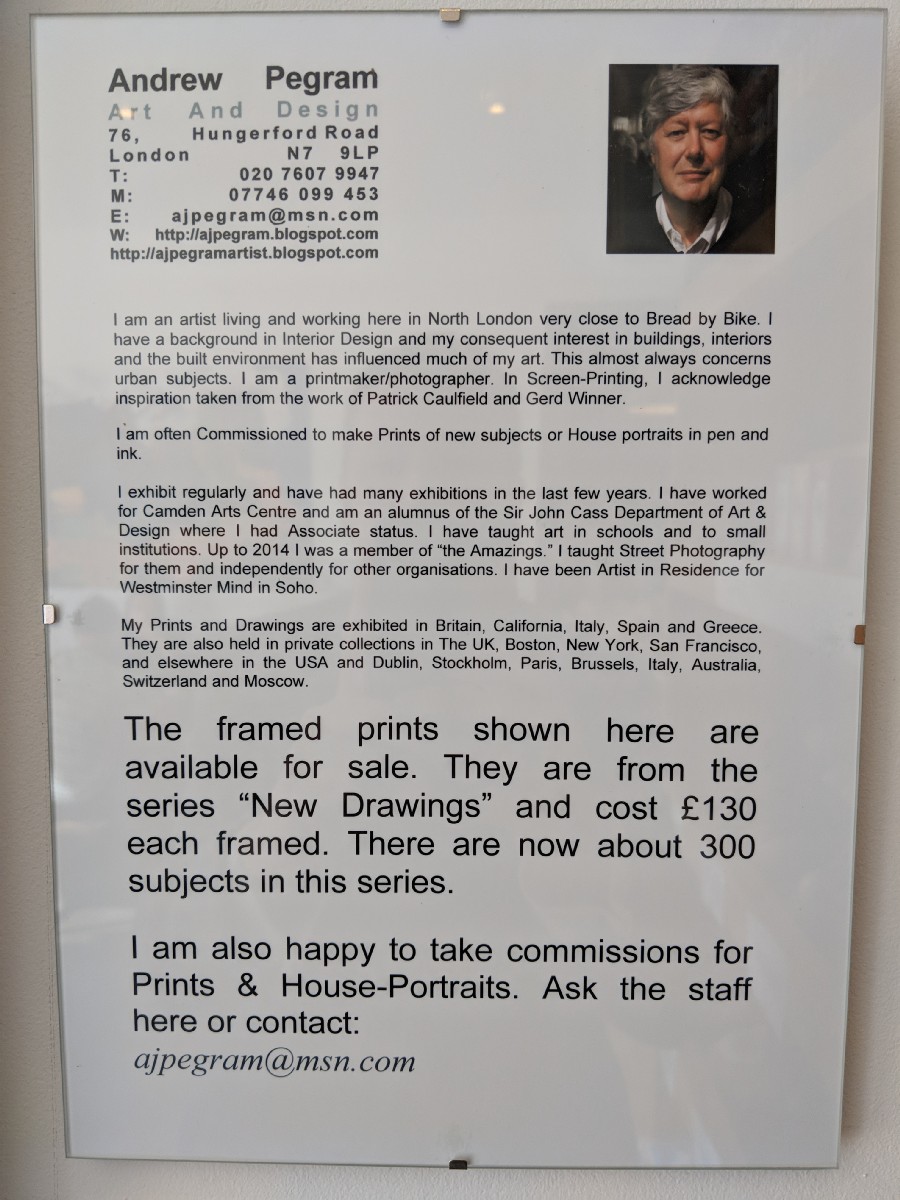 Andrew Pegram
Art And Design
76, Hungerford Road
London N7 9LP
T: 020 7607 9947
M: 07746 099 453
E: ajpegram@msn.com
W: http://ajpegram.blogspot.com
http://ajpegramartist.blogspot.com
I am an artist living and working here in North London very close to Bread by Bike. I
have a background in Interior Design and my consequent interest in buildings, interiors
and the built environment has influenced much of my art. This almost always concerns
urban subjects. I am a printmaker/photographer. In Screen-Printing, I acknowledge
inspiration taken from the work of Patrick Caulfield and Gerd Winner.
I am often Commissioned to make Prints of new subjects or House portraits in pen and
ink.
I exhibit regularly and have had many exhibitions in the last few years. I have worked
for Camden Arts Centre and am an alumnus of the Sir John Cass Department of Art &
Design where I had Associate status. I have taught art in schools and to small
institutions. Up to 2014 I was a member of “the Amazings.” I taught Street Photography
for them and independently for other organisations. I have been Artist in Residence for
Westminster Mind in Soho.
My Prints and Drawings are exhibited in Britain, California, Italy, Spain and Greece.
They are also held in private collections in The UK, Boston, New York, San Francisco,
and elsewhere in the USA and Dublin, Stockholm, Paris, Brussels, Italy, Australia,
Switzerland and Moscow.
The framed prints shown here are
available for sale. They are from the
series “New Drawings” and cost £130
each framed. There are now about 300
subjects in this series.
I am also happy to take commissions for
Prints & House-Portraits. Ask the staff
here or contact:
ajpegram@msn.com